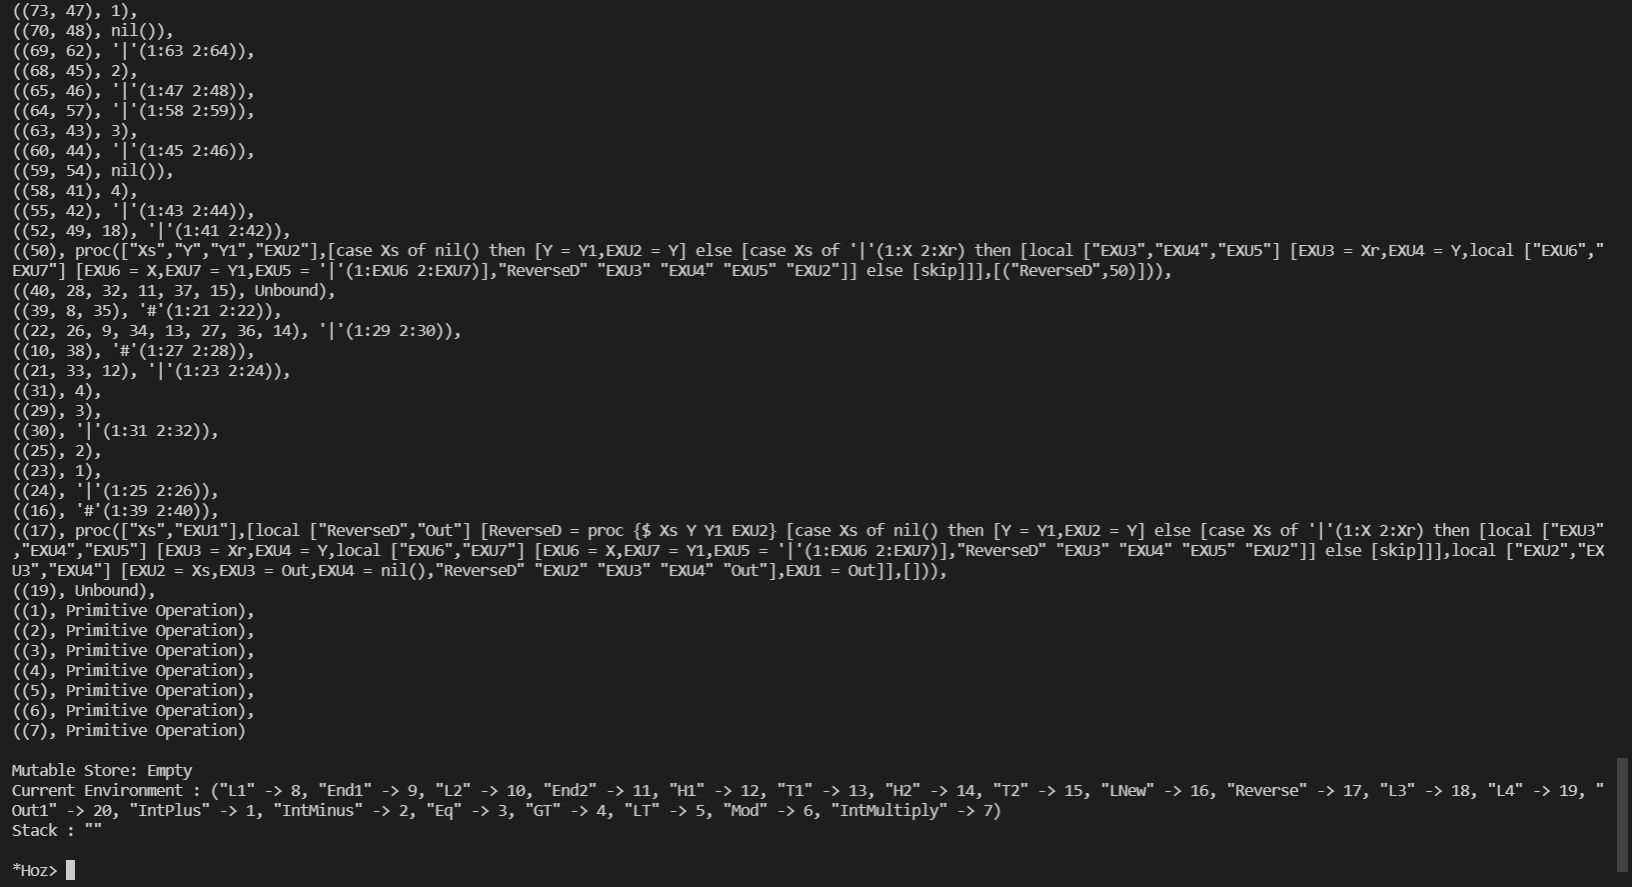 ((73, 47), 1),
((70, 48), nil()),
((69, 62), '|'(1:63 2:64)),
((68, 45), 2),
((65, 46), '|'(1:47 2:48)),
((64, 57), '|'(1:58 2:59)),
((63, 43), 3),
((60, 44), '|'(1:45 2:46)),
((59, 54), nil()),
((58, 41), 4),
((55, 42), '|'(1:43 2:44)),
((52, 49, 18), '|'(1:41 2:42)),
((50), proc(["Xs","Y","Y1","EXU2"],[case Xs of nil() then [Y = Y1,EXU2 = Y] else [case Xs of '|'(1:X 2:Xr) then [local ["EXU3","EXU4","EXU5"] [EXU3 = Xr,EXU4 = Y,local ["EXU6","
EXU7"] [EXU6 = X,EXU7 = Y1,EXU5 = '|'(1:EXU6 2:EXU7)],"ReverseD" "EXU3" "EXU4" "EXU5" "EXU2"]] else [skip]]],[("ReverseD",50)])),
((40, 28, 32, 11, 37, 15), Unbound),
((39, 8, 35), '#'(1:21 2:22)),
((22, 26, 9, 34, 13, 27, 36, 14), '|'(1:29 2:30)),
((10, 38), '#'(1:27 2:28)),
((21, 33, 12), '|'(1:23 2:24)),
((31), 4),
((29), 3),
((30), '|'(1:31 2:32)),
((25), 2),
((23), 1),
((24), '|'(1:25 2:26)),
((16), '#'(1:39 2:40)),
((17), proc(["Xs","EXU1"],[local ["ReverseD","Out"] [ReverseD = proc {$ Xs Y Y1 EXU2} [case Xs of nil() then [Y = Y1,EXU2 = Y] else [case Xs of '|'(1:X 2:Xr) then [local ["EXU3"
,"EXU4","EXU5"] [EXU3 = Xr,EXU4 = Y,local ["EXU6","EXU7"] [EXU6 = X,EXU7 = Y1,EXU5 = '|'(1:EXU6 2:EXU7)],"ReverseD" "EXU3" "EXU4" "EXU5" "EXU2"]] else [skip]]],local ["EXU2","EX
U3","EXU4"] [EXU2 = Xs,EXU3 = Out,EXU4 = nil(),"ReverseD" "EXU2" "EXU3" "EXU4" "Out"],EXU1 = Out]],[])),
((19), Unbound),
((1), Primitive Operation),
((2), Primitive Operation),
((3), Primitive Operation),
((4), Primitive Operation),
((5), Primitive Operation),
((6), Primitive Operation),
((7), Primitive Operation)
Mutable Store: Empty
Current Environment : ("L1" -> 8, "End1" -> 9, "L2" -> 10, "End2" -> 11, "H1" -> 12, "T1" -> 13, "H2" -> 14, "T2" -> 15, "LNew" -> 16, "Reverse" -> 17, "L3" -> 18, "L4" -> 19, "
Out1" -> 20, "IntPlus" -> 1, "IntMinus" -> 2, "Eq" -> 3, "GT" -> 4, "LT" -> 5, "Mod" -> 6, "IntMultiply" -> 7)
Stack : ""
*Hoz>